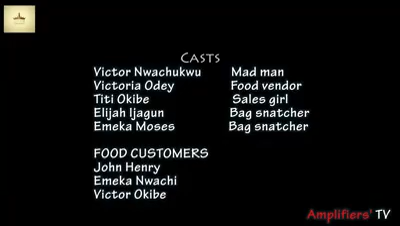 Casts
Victor Nwachukwu Mad man
Victoria Odey Food vendor
Titi Okibe Sales girl
Elijah Ijagun Bag snatcher
Emeka Moses Bag snatcher
FOOD CUSTOMERS
John Henry
Emeka Nwachi
Victor Okibe
Amplifiers' TV